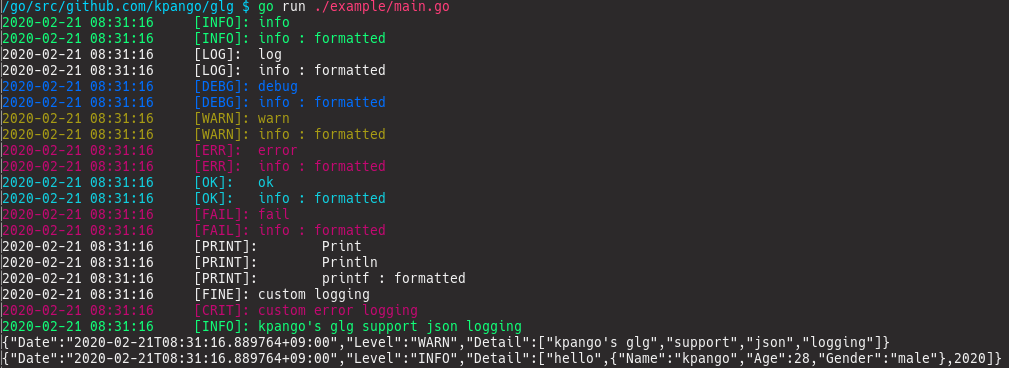 /go/src/github.com/kpango/glg $ go run ./example/main.go
2020-02-21 08:31:16     [INFO]: info
2020-02-21 08:31:16     [INFO]: info : formatted
2020-02-21 08:31:16     [LOG]:  log
2020-02-21 08:31:16     [LOG]:  info : formatted
2020-02-21 08:31:16     [DEBG]: debug
2020-02-21 08:31:16     [DEBG]: info : formatted
2020-02-21 08:31:16     [WARN]: warn
2020-02-21 08:31:16     [WARN]: info : formatted
2020-02-21 08:31:16     [ERR]:  error
2020-02-21 08:31:16     [ERR]:  info : formatted
2020-02-21 08:31:16     [OK]:   ok
2020-02-21 08:31:16     [OK]:   info : formatted
2020-02-21 08:31:16     [FAIL]: fail
2020-02-21 08:31:16     [FAIL]: info : formatted
2020-02-21 08:31:16     [PRINT]:        Print
2020-02-21 08:31:16     [PRINT]:        Println
2020-02-21 08:31:16     [PRINT]:        printf : formatted
2020-02-21 08:31:16     [FINE]: custom logging
2020-02-21 08:31:16     [CRIT]: custom error logging
2020-02-21 08:31:16     [INFO]: kpango's glg support json logging
{"Date":"2020-02-21T08:31:16.889764+09:00","Level":"WARN","Detail":["kpango's glg","support","json","logging"]}
{"Date":"2020-02-21T08:31:16.889764+09:00","Level":"INFO","Detail":["hello",{"Name":"kpango","Age":28,"Gender":"male"},2020]}